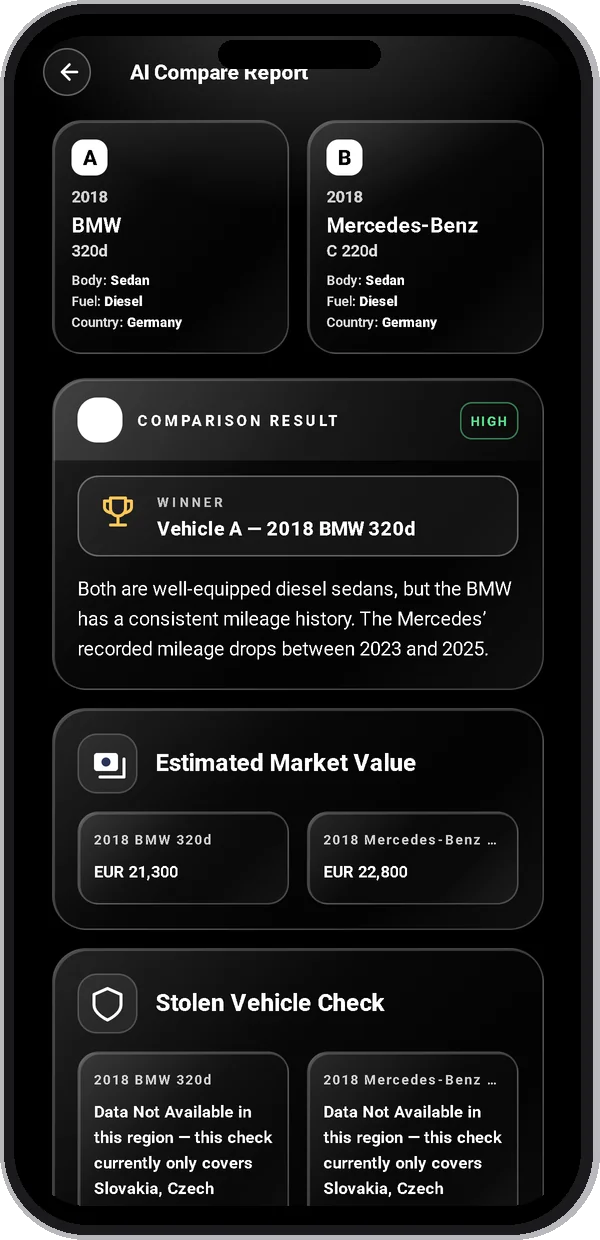 AI Compare Report
A
2018
BMW
320d
Body: Sedan
Fuel: Diesel
Country: Germany
B
2018
Mercedes-Benz
C 220d
Body: Sedan
Fuel: Diesel
Country: Germany
COMPARISON RESULT
HIGH
WINNER
Vehicle A — 2018 BMW 320d
Both are well-equipped diesel sedans, but the BMW
has a consistent mileage history. The Mercedes’
recorded mileage drops between 2023 and 2025.
Estimated Market Value
2018 BMW 320d
EUR 21,300
2018 Mercedes-Benz …
EUR 22,800
Stolen Vehicle Check
2018 BMW 320d
Data Not Available in
this region — this check
currently only covers
Slovakia, Czech
2018 Mercedes-Benz …
Data Not Available in
this region — this check
currently only covers
Slovakia, Czech